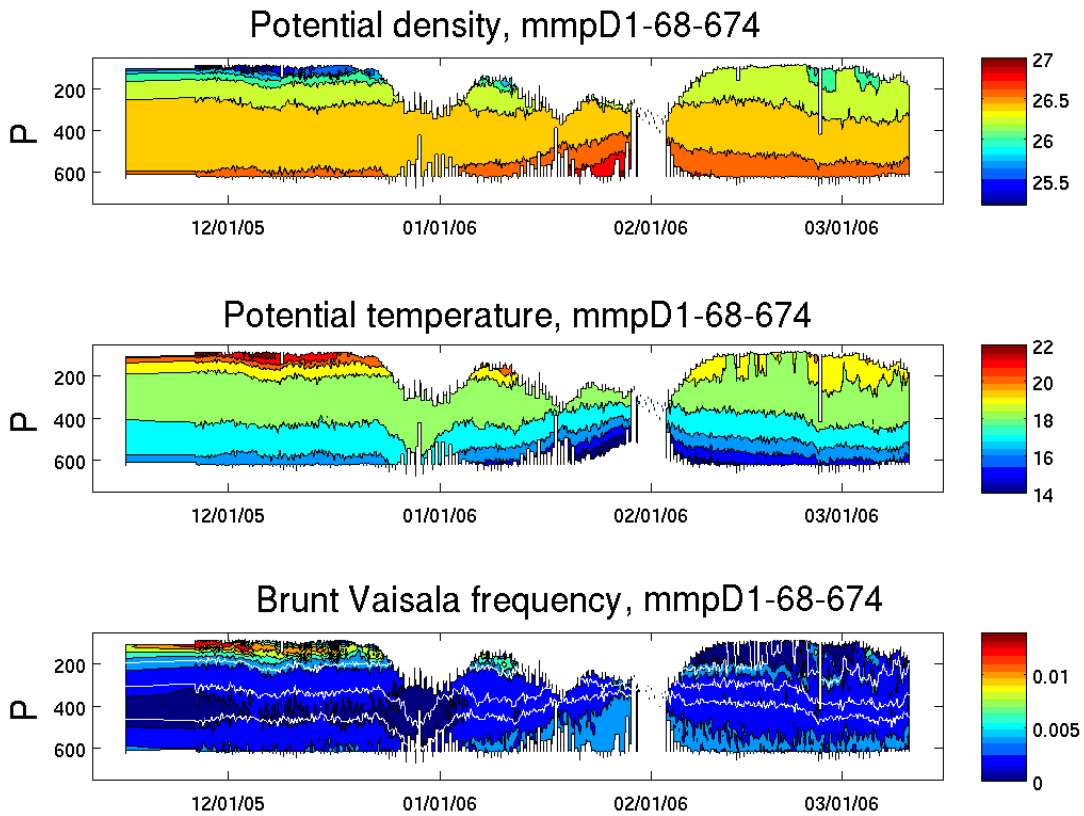 Potential density, mmpD1-68-674
P
200
400
600
12/01/05 01/01/06 02/01/06 03/01/06
27
26.5
26
25.5
Potential temperature, mmpD1-68-674
P
200
400
600
12/01/05 01/01/06 02/01/06 03/01/06
22
20
18
16
14
Brunt Vaisala frequency, mmpD1-68-674
P
200
400
600
12/01/05 01/01/06 02/01/06 03/01/06
0.01
0.005
0